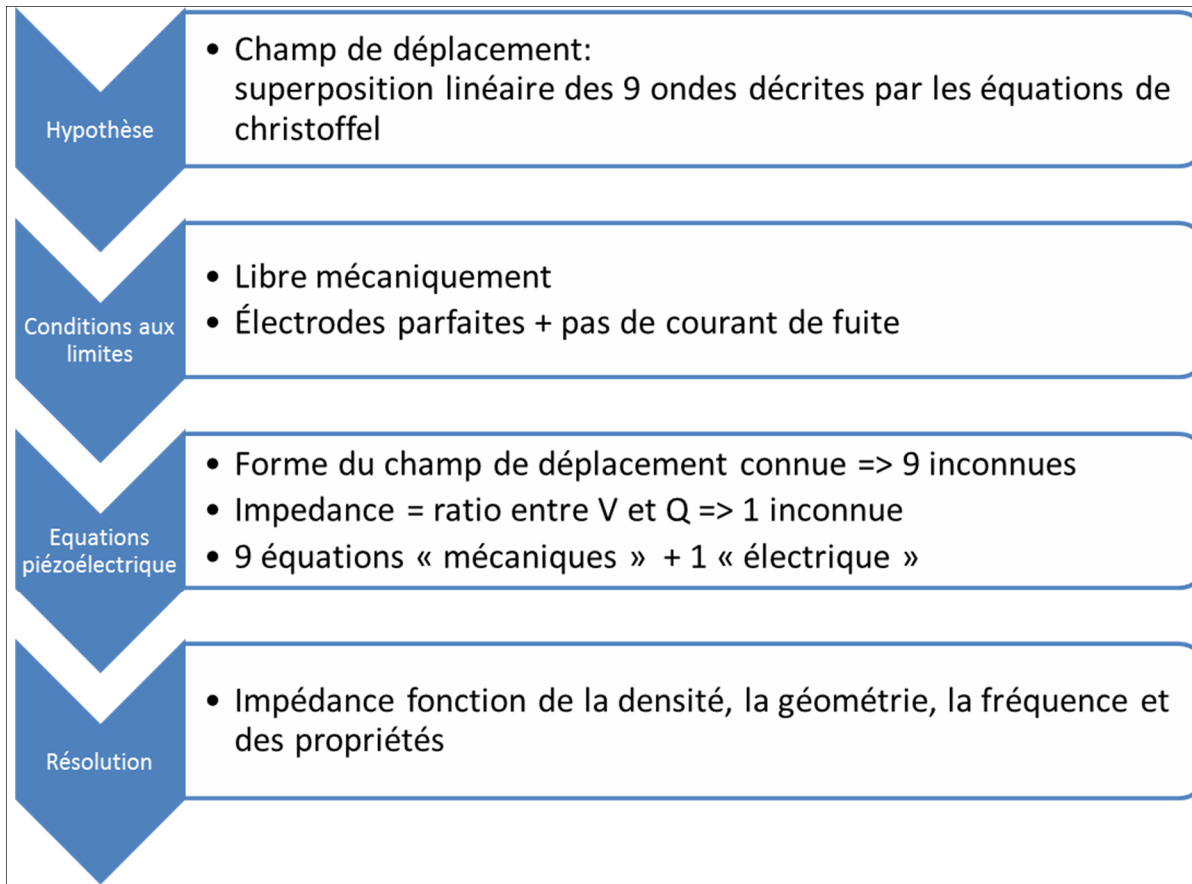 Hypothèse
• Champ de déplacement:
superposition linéaire des 9 ondes décrites par les équations de
christoffel
Conditions aux
limites
• Libre mécaniquement
• Électrodes parfaites + pas de courant de fuite
Equations
piézoélectrique
• Forme du champ de déplacement connue => 9 inconnues
• Impedance = ratio entre V et Q => 1 inconnue
• 9 équations « mécaniques » + 1 « électrique »
Résolution
• Impédance fonction de la densité, la géométrie, la fréquence et
des propriétés